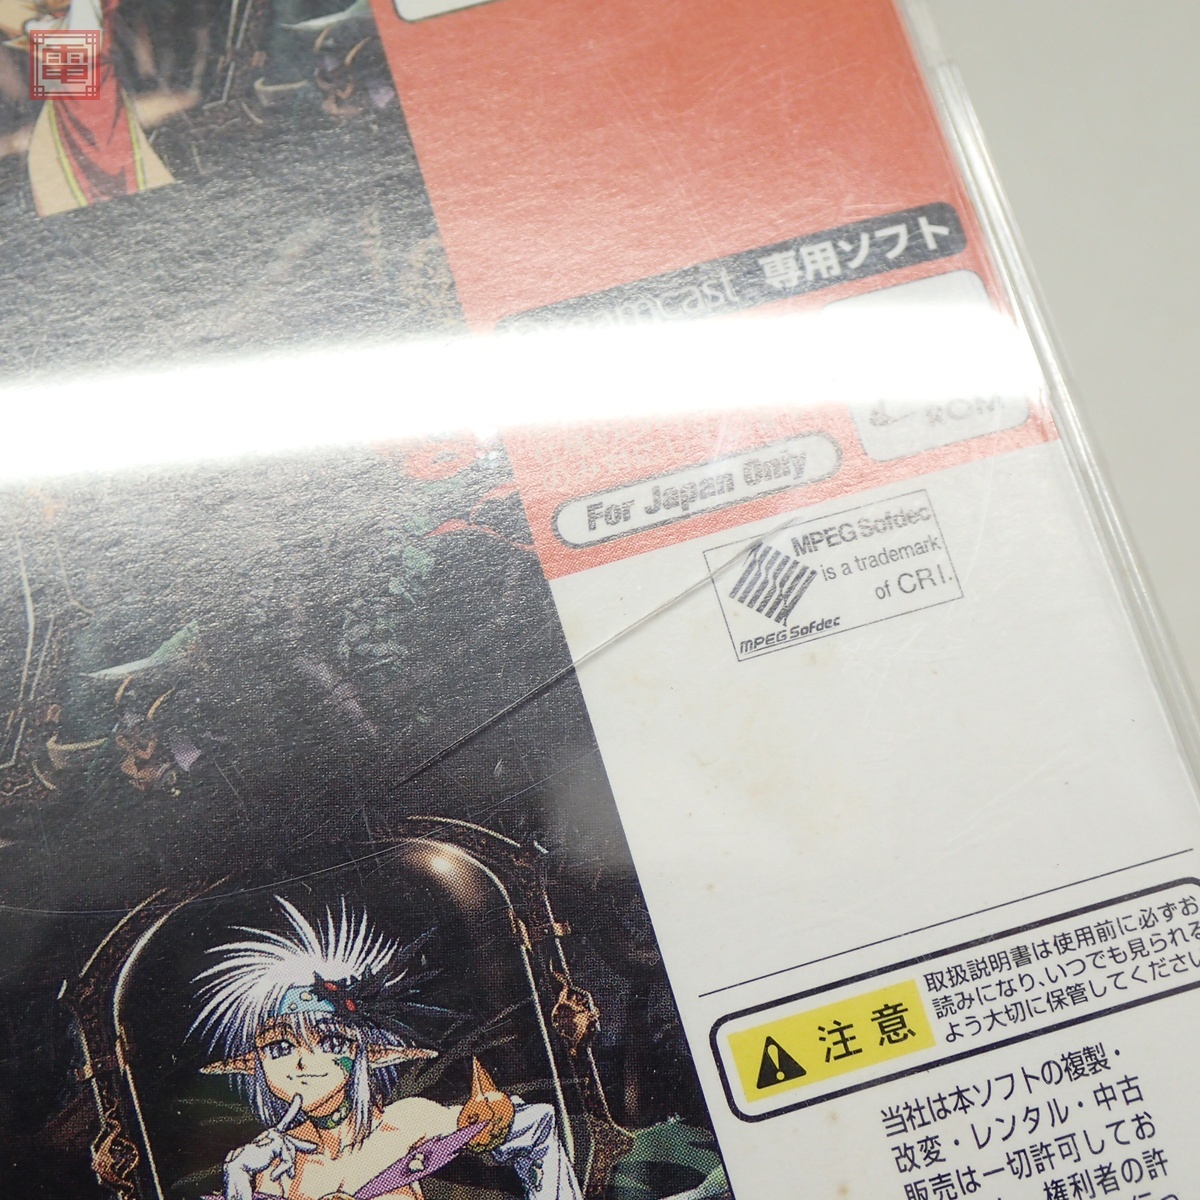 電
Dreamcast 専用ソフト
ROM
For Japan Only
MPEG Sofdec
is a trademark
of CRI.
MPEG Sofdec
注意
取扱説明書は使用前に必ずお
読みになり、いつでも見られる
よう大切に保管してください
当社は本ソフトの複製・
改変・レンタル・中古
販売は一切許可してお
権利者の許